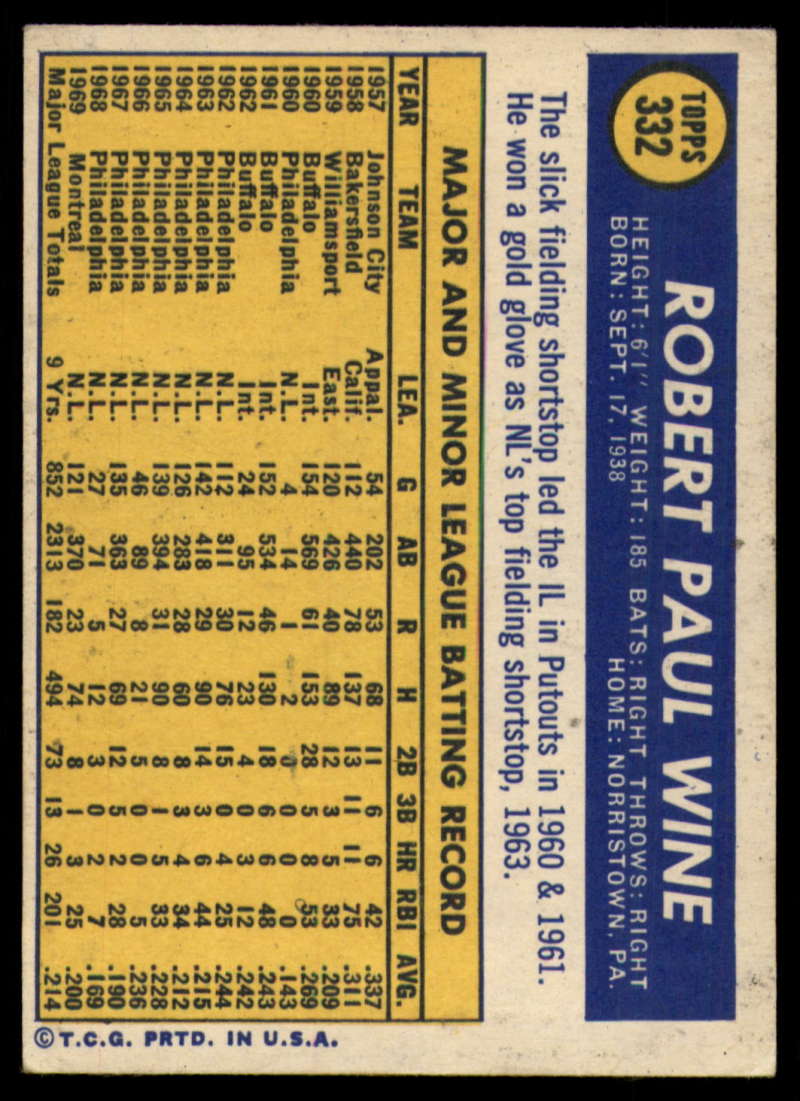 TOPPS
332
ROBERT PAUL WINE
HEIGHT: 6'1" WEIGHT: 185 BATS: RIGHT THROWS: RIGHT
BORN: SEPT. 17, 1938 HOME: NORRISTOWN, PA.
The slick fielding shortstop led the IL in Putouts in 1960 & 1961.
He won a gold glove as NL's top fielding shortstop, 1963.
MAJOR AND MINOR LEAGUE BATTING RECORD
YEAR TEAM LEA. G AB R H 2B 3B HR RBI AVG.
1957 Johnson City Appal. 54 202 53 68 11 6 6 42 .337
1958 Bakersfield Calif. 112 440 78 137 13 11 11 75 .311
1959 Williamsport East. 120 426 40 89 12 3 5 33 .209
1960 Buffalo Int. 154 569 61 153 28 5 8 53 .269
1960 Philadelphia N.L. 4 14 1 2 0 0 0 0 .143
1961 Buffalo Int. 152 534 46 130 18 6 6 48 .243
1962 Buffalo Int. 24 95 12 23 4 0 3 12 .242
1962 Philadelphia N.L. 112 311 30 76 15 0 4 25 .244
1963 Philadelphia N.L. 142 418 29 90 14 3 6 44 .215
1964 Philadelphia N.L. 126 283 28 60 8 3 4 34 .212
1965 Philadelphia N.L. 139 394 31 90 8 1 5 33 .228
1966 Philadelphia N.L. 46 89 8 21 5 0 0 5 .236
1967 Philadelphia N.L. 135 363 27 69 12 5 2 28 .190
1968 Philadelphia N.L. 27 71 5 12 3 0 2 7 .169
1969 Montreal N.L. 121 370 23 74 8 1 3 25 .200
Major League Totals 9 Yrs. 852 2313 182 494 73 13 26 201 .214
© T.C.G. PRTD. IN U.S.A.